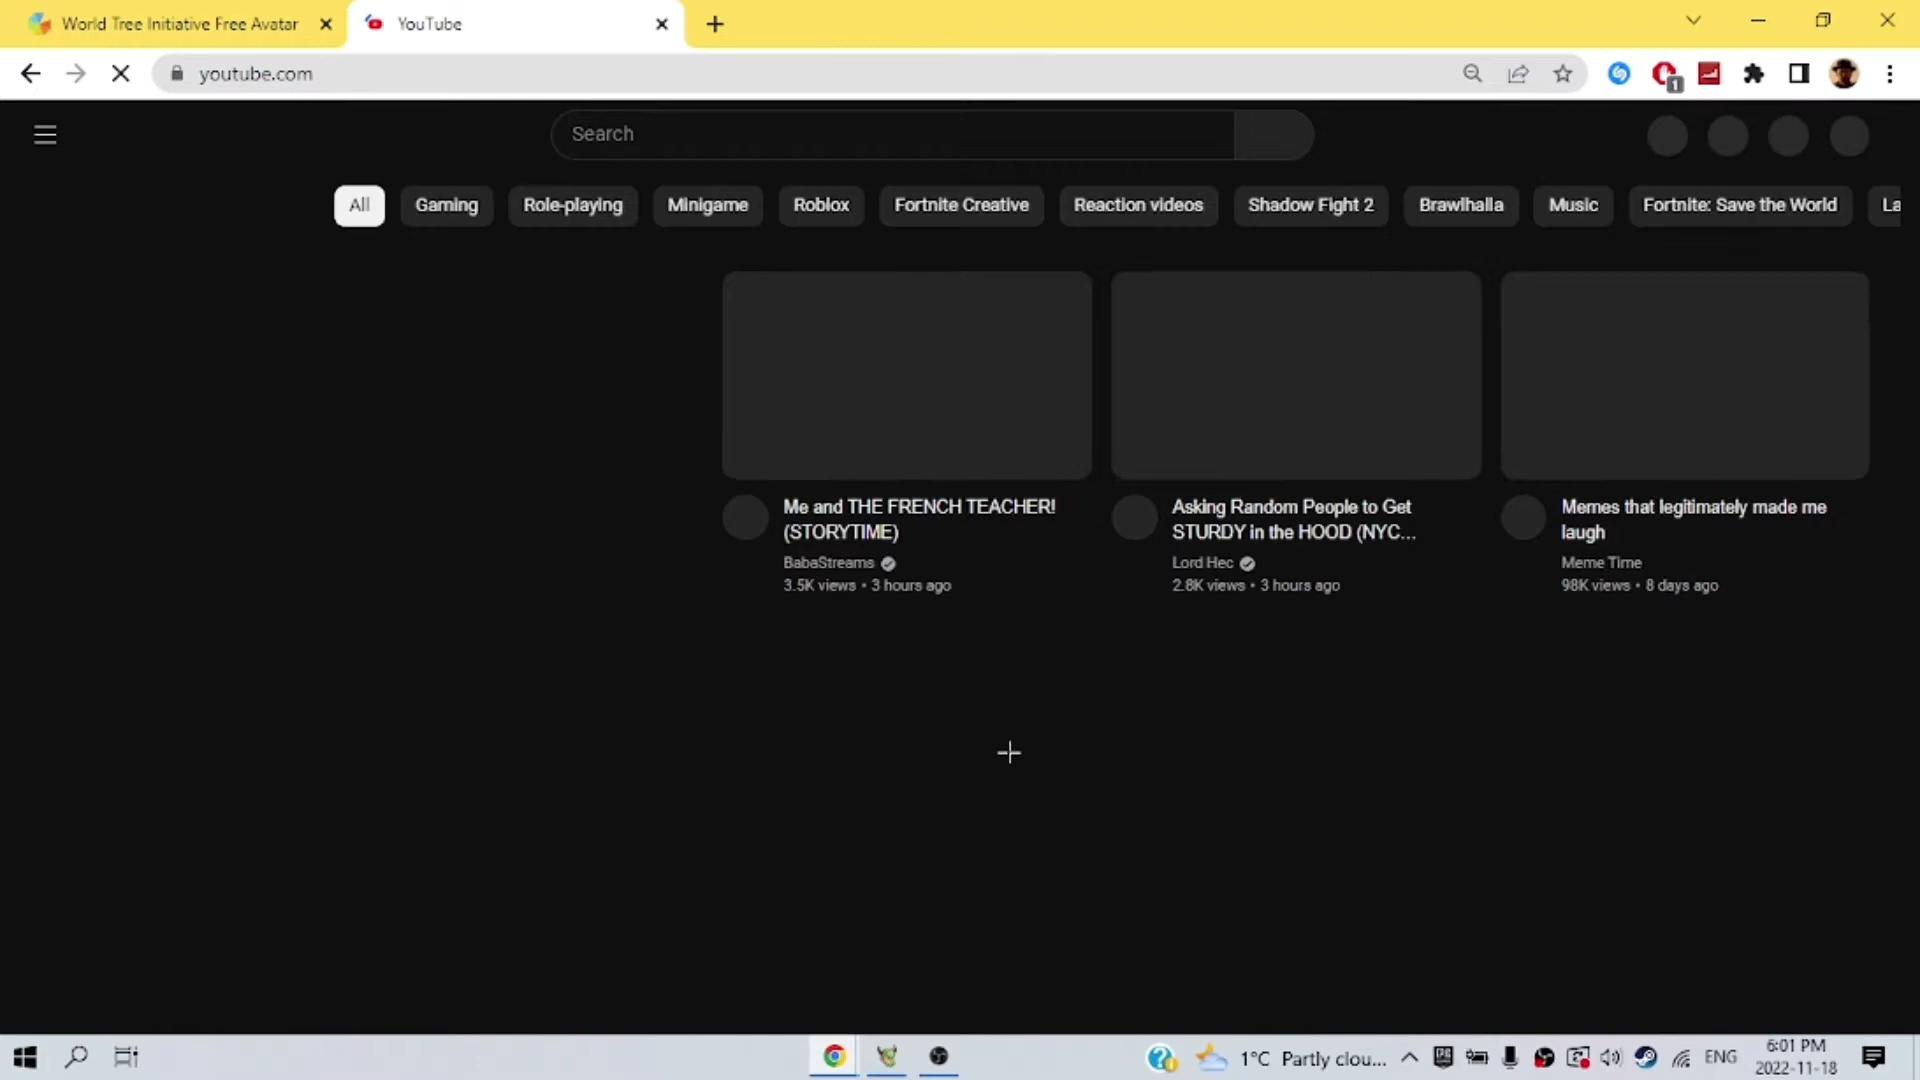 World Tree Initiative Free Avatar
YouTube
youtube.com
1
Search
All
Gaming
Role-playing
Minigame
Roblox
Fortnite Creative
Reaction videos
Shadow Fight 2
Brawlhalla
Music
Fortnite: Save the World
La
Me and THE FRENCH TEACHER!
(STORYTIME)
BabaStreams
3.5K views • 3 hours ago
Asking Random People to Get
STURDY in the HOOD (NYC...
Lord Hec
2.8K views • 3 hours ago
Memes that legitimately made me
laugh
Meme Time
98K views • 8 days ago
1°C Partly clou...
ENG
6:01 PM
2022-11-18